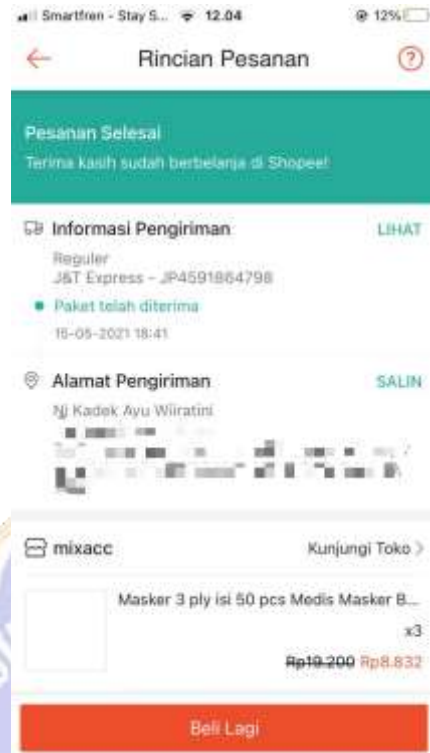 Smartfren - Stay S... 12.04 12%
Rincian Pesanan
Pesanan Selesai
Terima kasih sudah berbelanja di Shopee!
Informasi Pengiriman LIHAT
Reguler
J&T Express - JP4591864798
Paket telah diterima
15-05-2021 18:41
Alamat Pengiriman SALIN
Ni Kadek Ayu Wiiratini
mixacc Kunjungi Toko >
Masker 3 ply isi 50 pcs Medis Masker B...
x3
Rp19.200 Rp8.832
Beli Lagi